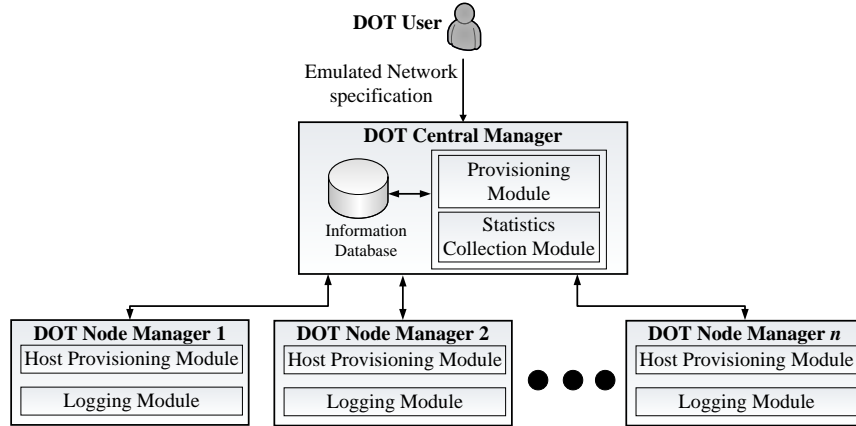 DOT User
Emulated Network
specification
DOT Central Manager
Provisioning
Module
Information
Database
Statistics
Collection Module
DOT Node Manager 1
Host Provisioning Module
Logging Module
DOT Node Manager 2
Host Provisioning Module
Logging Module
DOT Node Manager n
Host Provisioning Module
Logging Module